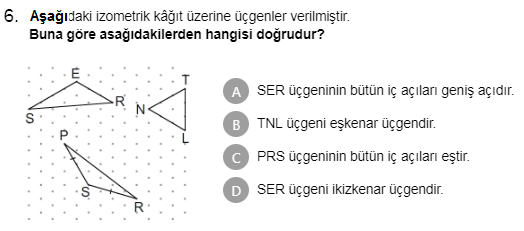 6. Aşağıdaki izometrik kâğıt üzerine üçgenler verilmiştir.
Buna göre asağıdakilerden hangisi doğrudur?
E
T
R
N
S
L
P
S
R
A SER üçgeninin bütün iç açıları geniş açıdır.
B TNL üçgeni eşkenar üçgendir.
C PRS üçgeninin bütün iç açıları eştir.
D SER üçgeni ikizkenar üçgendir.